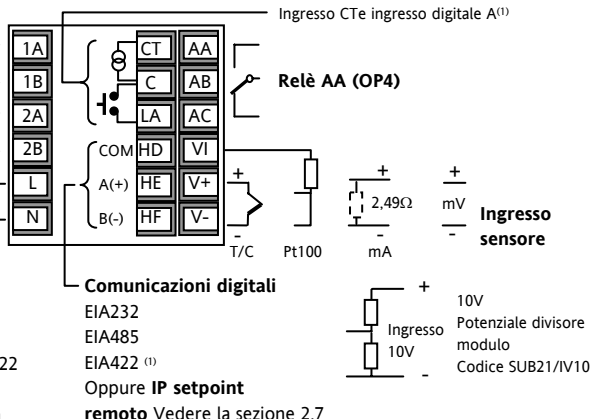 Ingresso CTe ingresso digitale A(1)
1A CT AA
1B C AB
2A LA AC
2B COM HD VI
L A(+) HE V+
N B(-) HF V-
Relè AA (OP4)
+ + +
2,49Ω mV
- - -
T/C Pt100 mA
Ingresso
sensore
Comunicazioni digitali
EIA232
EIA485
EIA422 (1)
Oppure IP setpoint
remoto Vedere la sezione 2.7
22
+
Ingresso
10V
-
10V
Potenziale divisore
modulo
Codice SUB21/IV10